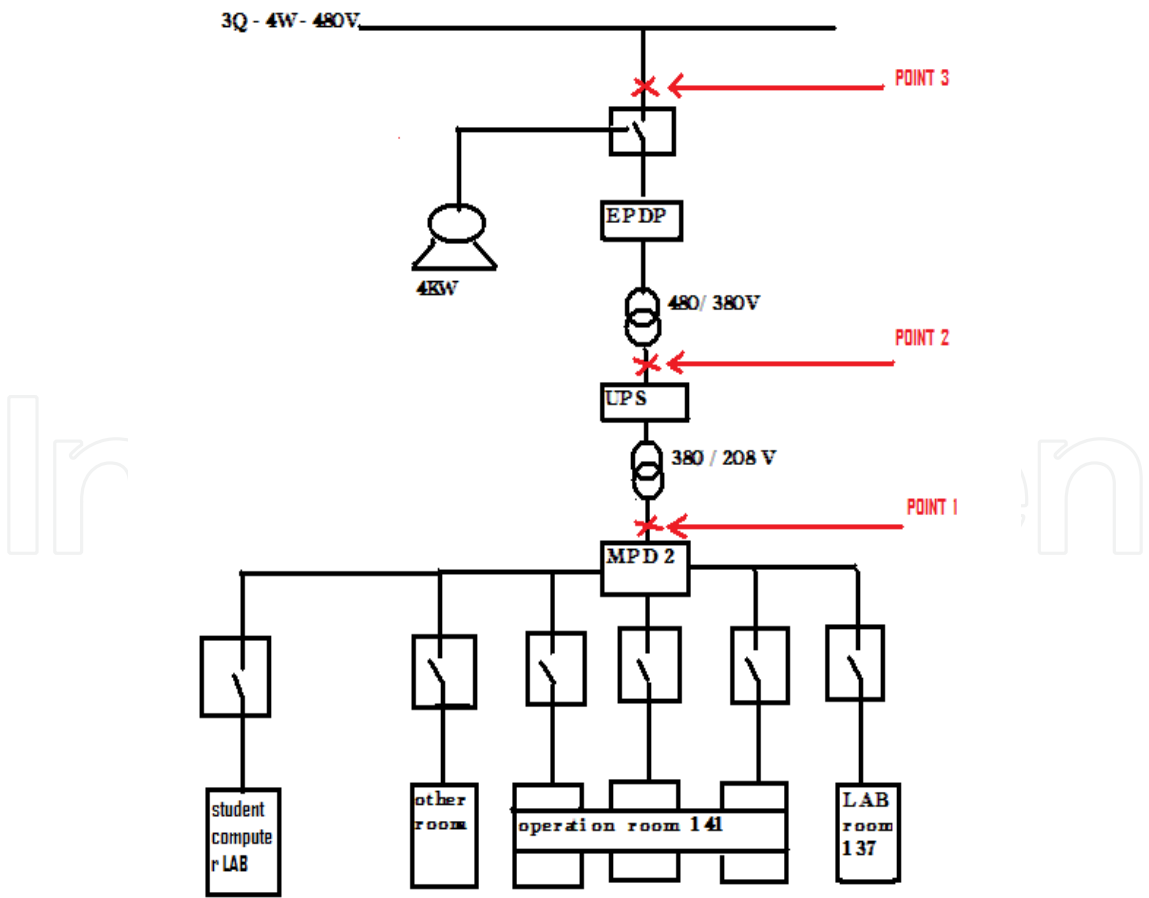 3Q - 4W - 480V
POINT 3
EPDP
4KW
480/ 380V
POINT 2
UPS
380 / 208 V
POINT 1
MPD 2
student
compute
r LAB
other
room
operation room 141
LAB
room
137